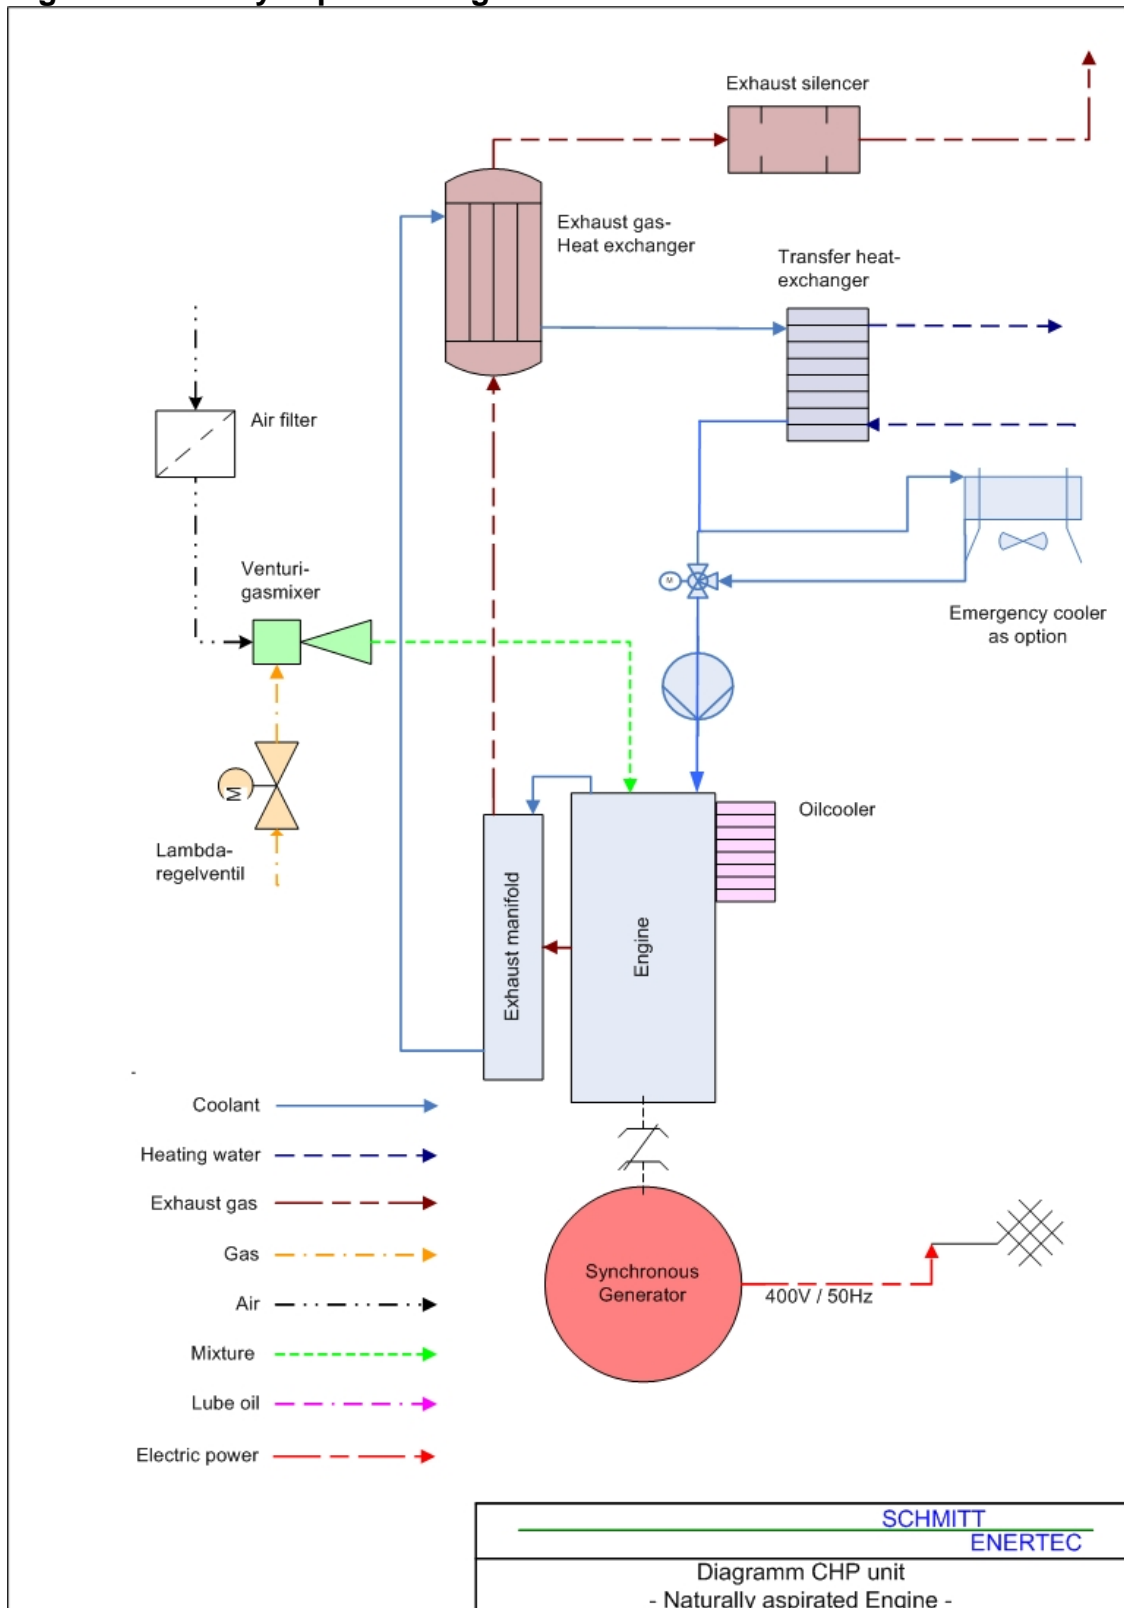 Exhaust silencer
Exhaust gas-
Heat exchanger
Transfer heat-
exchanger
Air filter
Venturi-
gasmixer
M
Emergency cooler
as option
M
Oilcooler
Lambda-
regelventil
Exhaust manifold
Engine
Coolant
Heating water
Exhaust gas
Gas
Air
Mixture
Lube oil
Electric power
Synchronous
Generator
400V / 50Hz
SCHMITT
ENERTEC
Diagramm CHP unit
- Naturally aspirated Engine -